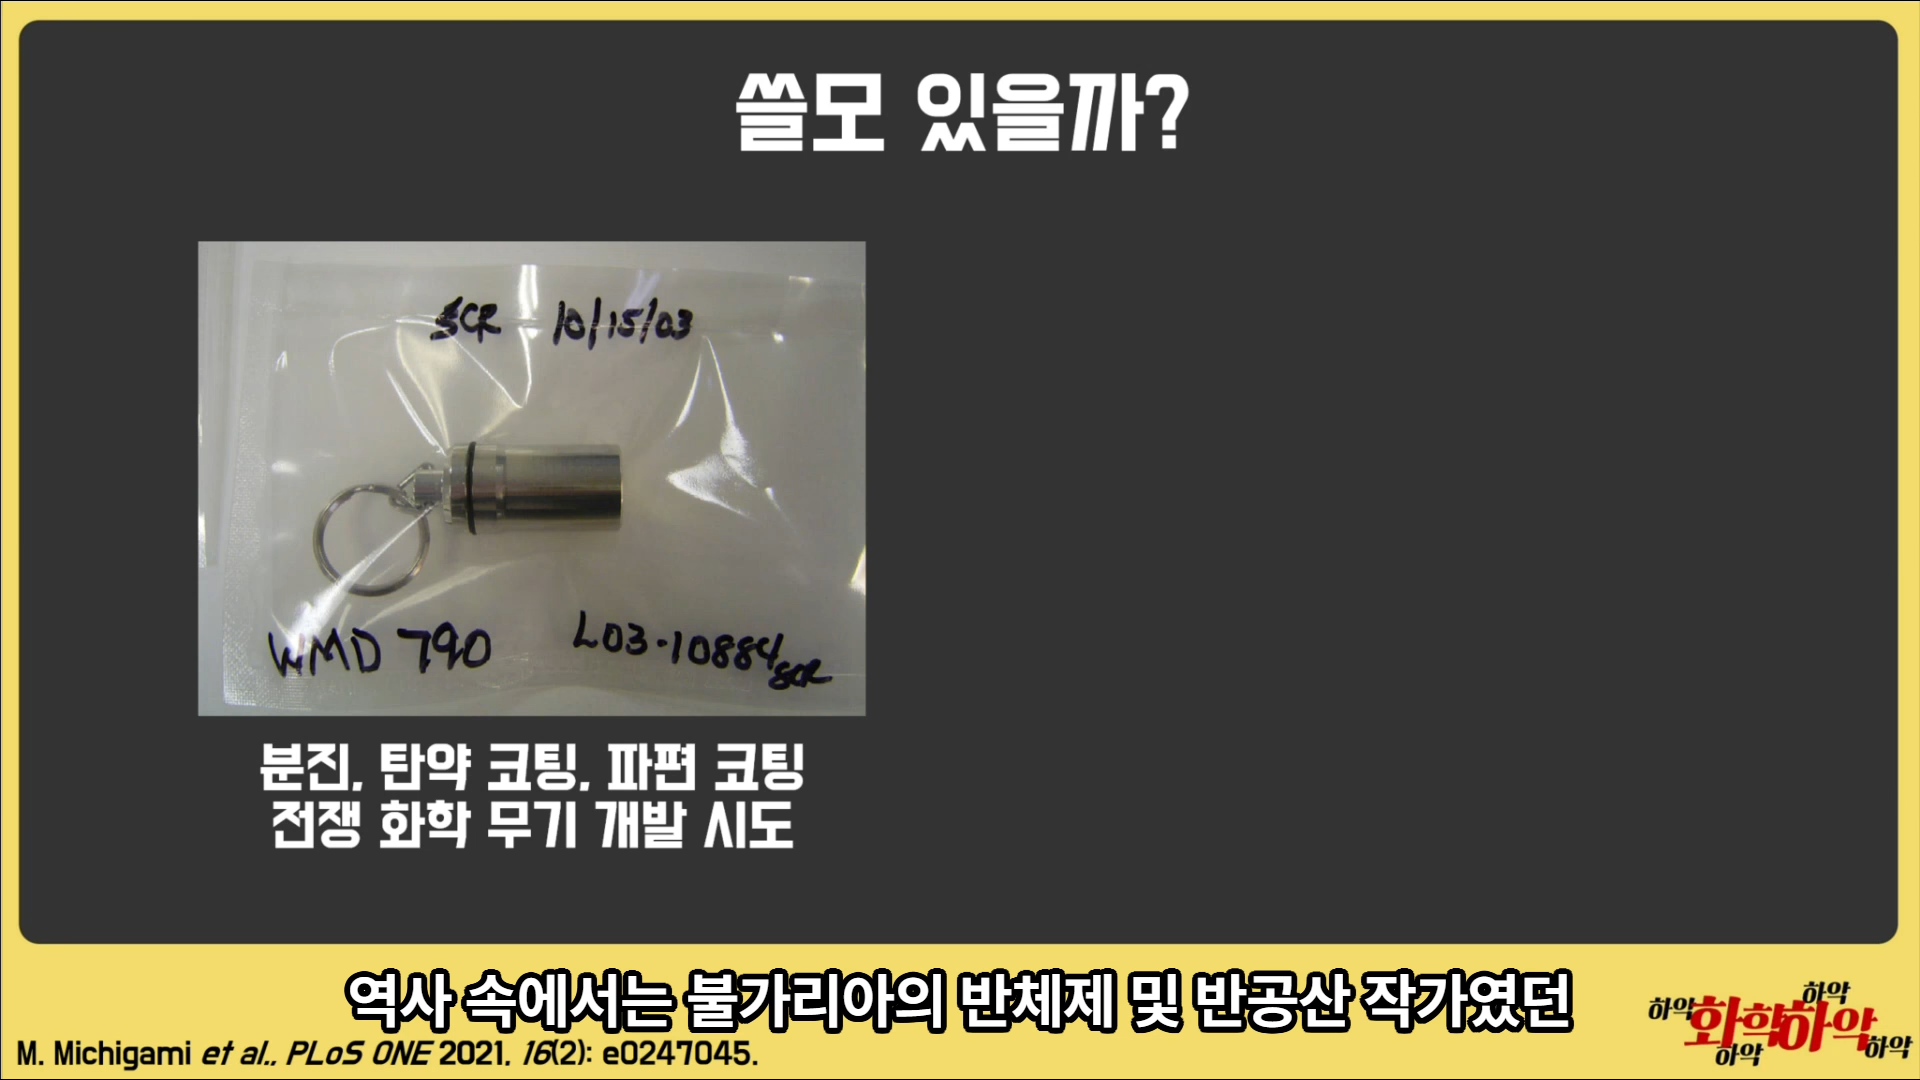 쓸모 있을까?
SCR 10/15/03
WMD 790
L03-10884
SCR
분진, 탄약 코팅, 파편 코팅
전쟁 화학 무기 개발 시도
역사 속에서는 불가리아의 반체제 및 반공산 작가였던
M. Michigami et al., PLoS ONE 2021, 16(2): e0247045.
하약
하약
화학하약
하약
하약